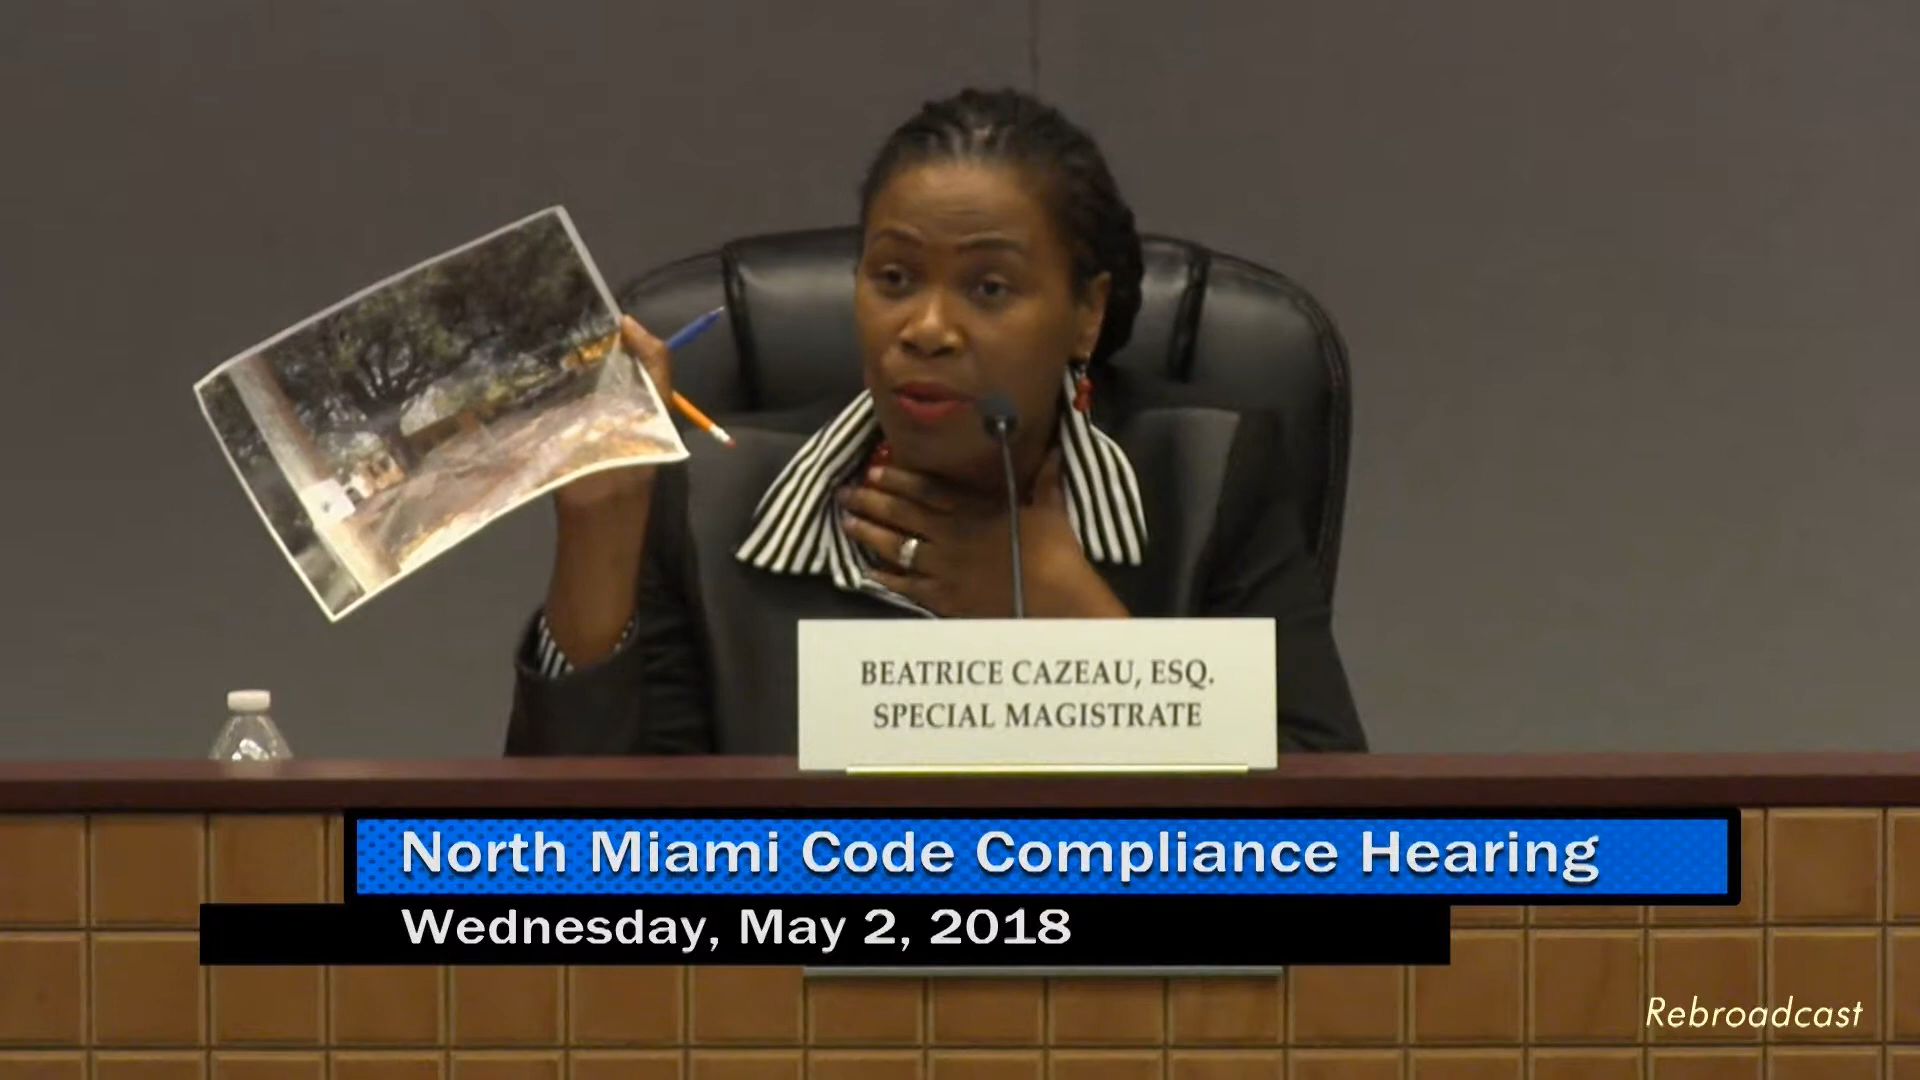 BEATRICE CAZEAU, ESQ.
SPECIAL MAGISTRATE
North Miami Code Compliance Hearing
Wednesday, May 2, 2018
Rebroadcast